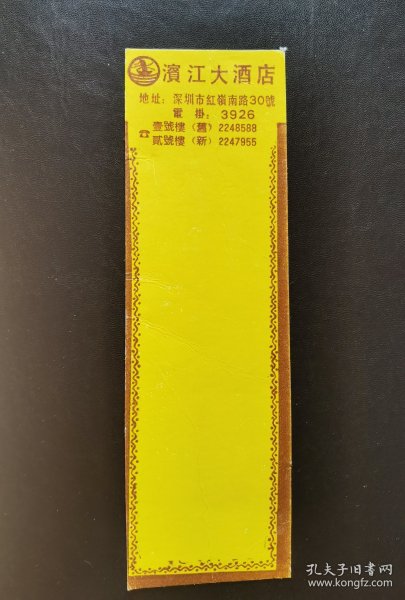 濱江大酒店
地址：深圳市紅嶺南路30號
電掛：3926
☎壹號樓（舊）2248588
貳號樓（新）2247955
孔夫子旧书网
www.kongfz.com